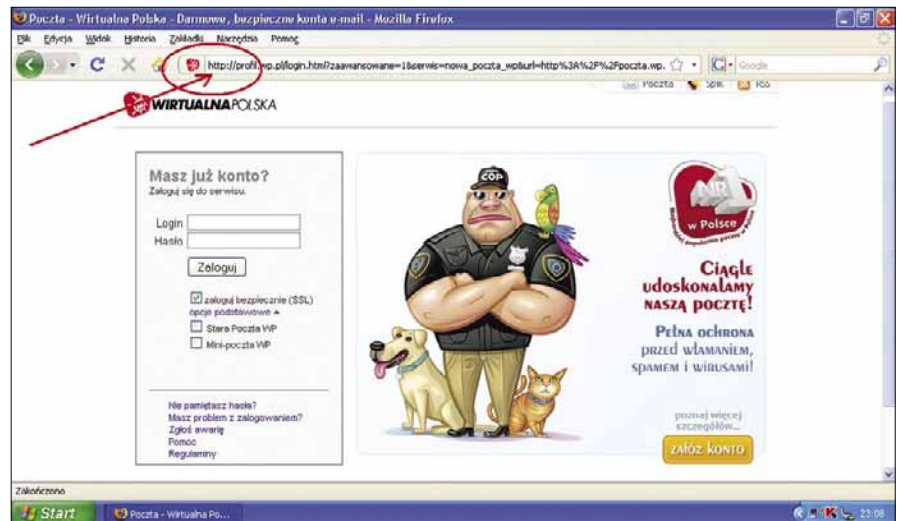 Poczta - Wirtualna Polska - Darmowe, bezpieczne konta e-mail - Mozilla Firefox
Plik Edycja Widok Historia Zakładki Narzędzia Pomoc
http://profil.wp.pl/login.html?zaawansowane=1&serwis=nowa_poczta_wp&url=http%3A%2F%2Fpoczta.wp. Google
Poczta Spik RSS
WIRTUALNAPOLSKA
Masz już konto?
Zaloguj się do serwisu.
Login
Hasło
Zaloguj
zaloguj bezpiecznie (SSL)
opcje podstawowe
Stara Poczta WP
Mini-poczta WP
Nie pamiętasz hasła?
Masz problem z zalogowaniem?
Zgłoś awarię
Pomoc
Regulaminy
COP
NR 1
w Polsce
Ciągle
udoskonalamy
naszą pocztę!
Pełna ochrona
przed włamaniem,
spamem i wirusami!
poznaj więcej
szczegółów...
załóż konto
Zakończono
Start Poczta - Wirtualna Po... 23:08